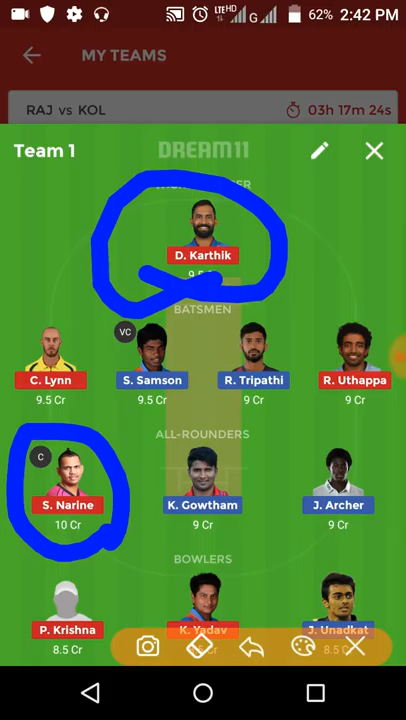 LTE HD G 62% 2:42 PM
MY TEAMS
RAJ vs KOL 03h 17m 24s
Team 1 DREAM11
D. Karthik
BATSMEN
VC
C. Lynn S. Samson R. Tripathi R. Uthappa
9.5 Cr 9.5 Cr 9 Cr 9 Cr
ALL-ROUNDERS
C
S. Narine K. Gowtham J. Archer
10 Cr 9 Cr 9 Cr
BOWLERS
P. Krishna K. Yadav J. Unadkat
8.5 Cr 8.5 Cr